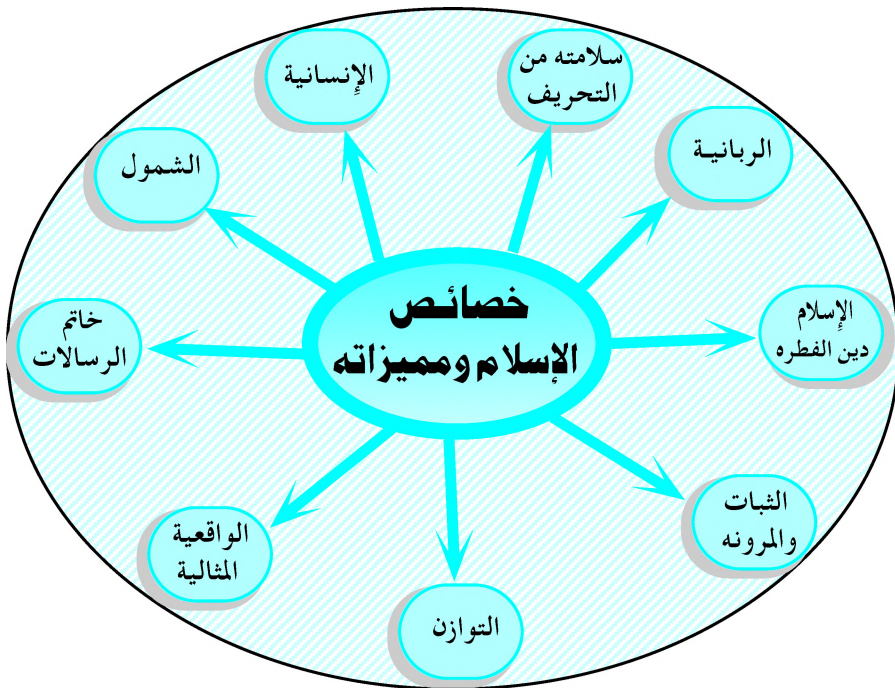 خصائص
الإسلام ومميزاته
سلامته من
التحريف
الربانية
الإسلام
دين الفطره
الثبات
والمرونه
التوازن
الواقعية
المثالية
خاتم
الرسالات
الشمول
الإنسانية